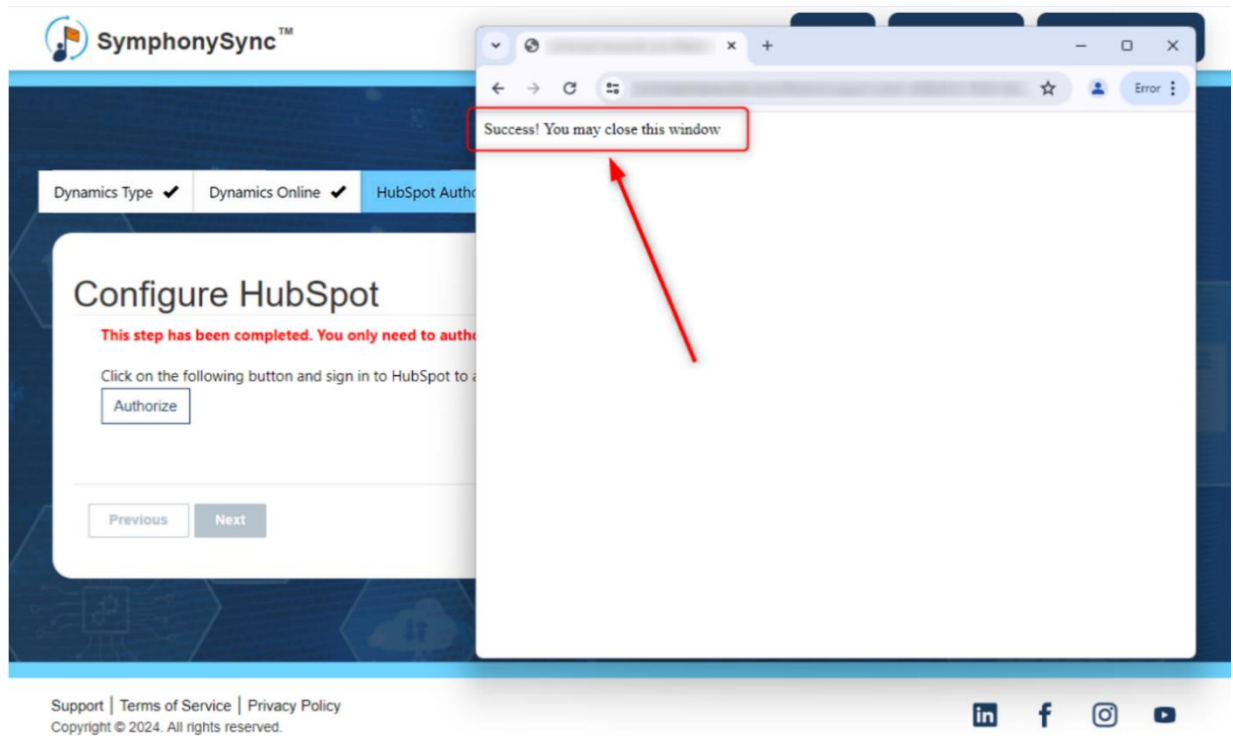 SymphonySync™
Error
Success! You may close this window
Dynamics Type ✔ Dynamics Online ✔ HubSpot
Configure HubSpot
This step has been completed. You only need to
Click on the following button and sign in to HubSpot to
Authorize
Previous Next
Support | Terms of Service | Privacy Policy
Copyright © 2024. All rights reserved.